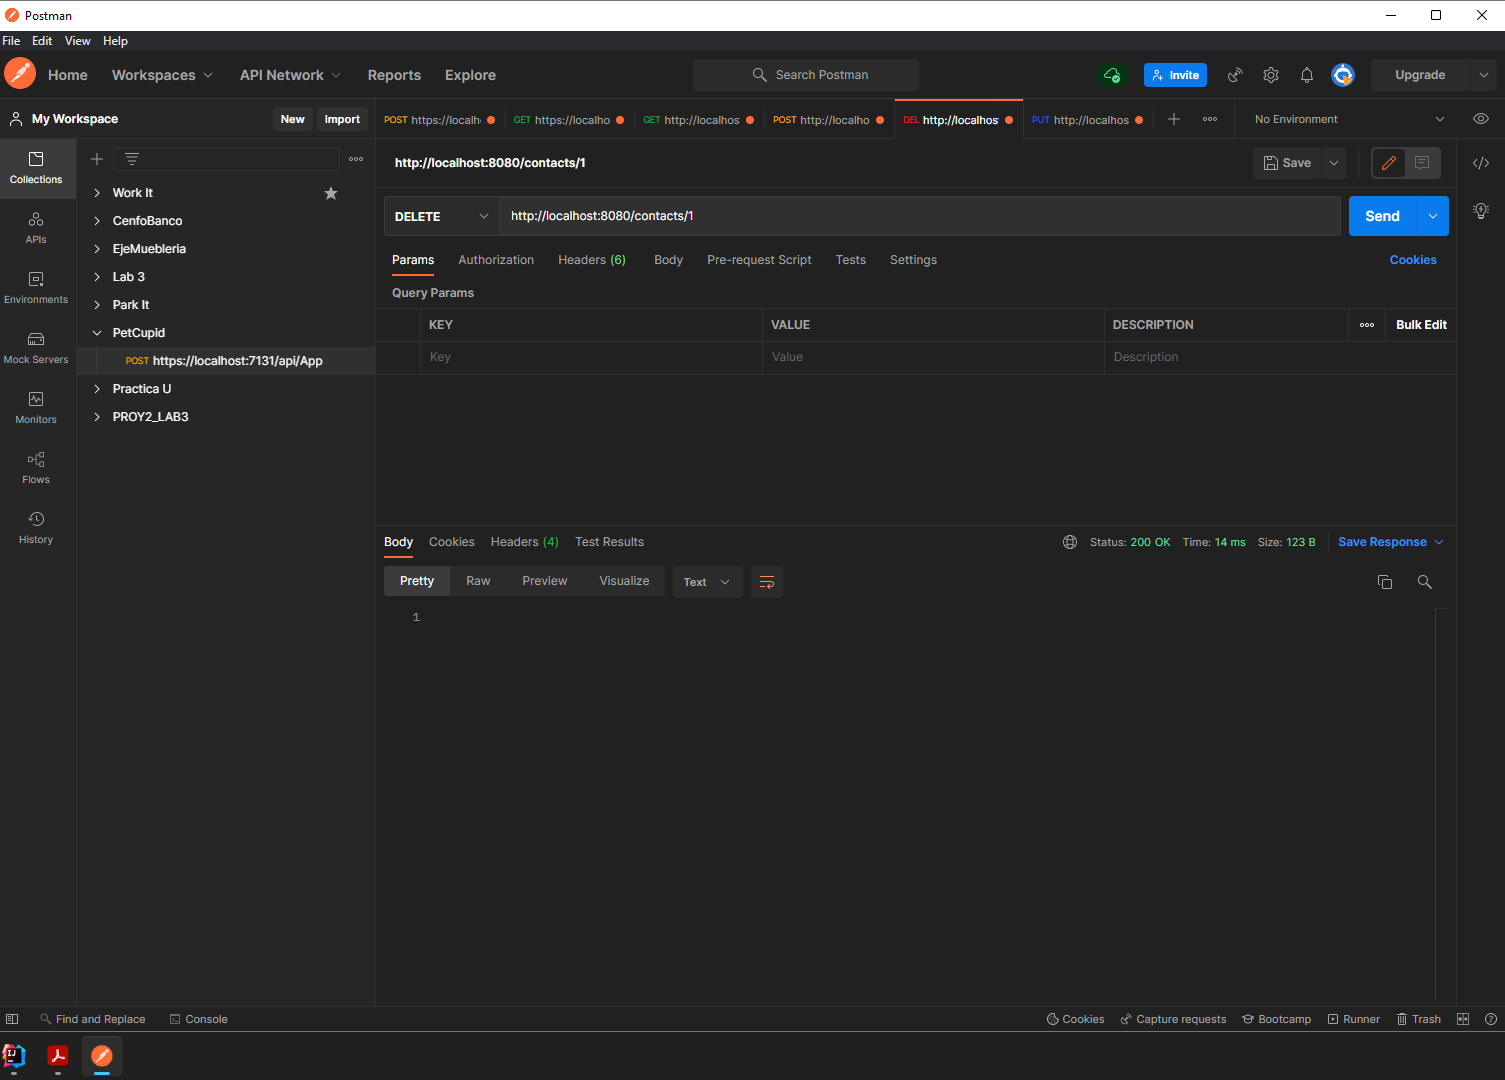 Postman
File Edit View Help
Home Workspaces API Network Reports Explore Search Postman Invite Upgrade
My Workspace New Import
POST https://localh GET https://localho GET http://localhos POST http://localho DEL http://localhos PUT http://localhos No Environment
Collections
APIs
Environments
Mock Servers
Monitors
Flows
History
Work It
CenfoBanco
EjeMuebleria
Lab 3
Park It
PetCupid
POST https://localhost:7131/api/App
Practica U
PROY2_LAB3
http://localhost:8080/contacts/1 Save
DELETE http://localhost:8080/contacts/1 Send
Params Authorization Headers (6) Body Pre-request Script Tests Settings Cookies
Query Params
KEY VALUE DESCRIPTION Bulk Edit
Key Value Description
Body Cookies Headers (4) Test Results Status: 200 OK Time: 14 ms Size: 123 B Save Response
Pretty Raw Preview Visualize Text
1
Find and Replace Console Cookies Capture requests Bootcamp Runner Trash
IJ